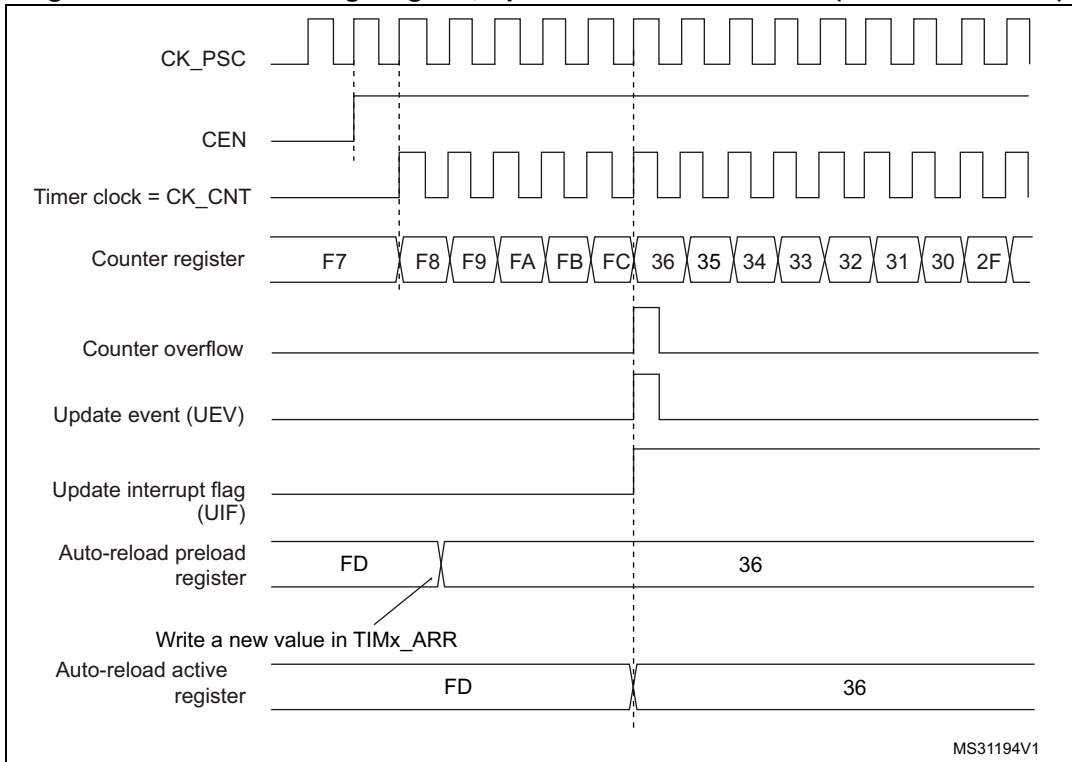 CK_PSC
CEN
Timer clock = CK_CNT
Counter register F7 F8 F9 FA FB FC 36 35 34 33 32 31 30 2F
Counter overflow
Update event (UEV)
Update interrupt flag
(UIF)
Auto-reload preload
register
FD 36
Write a new value in TIMx_ARR
Auto-reload active
register
FD 36
MS31194V1